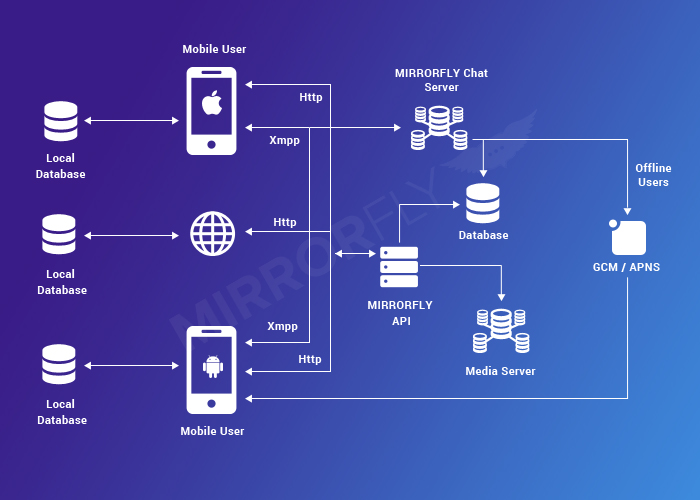 Mobile User
Http
MIRRORFLY Chat
Server
Xmpp
Local
Database
Offline
Users
Http
Database
Local
Database
GCM / APNS
MIRRORFLY
API
Xmpp
Http
Media Server
Local
Database
Mobile User
MIRRORFLY